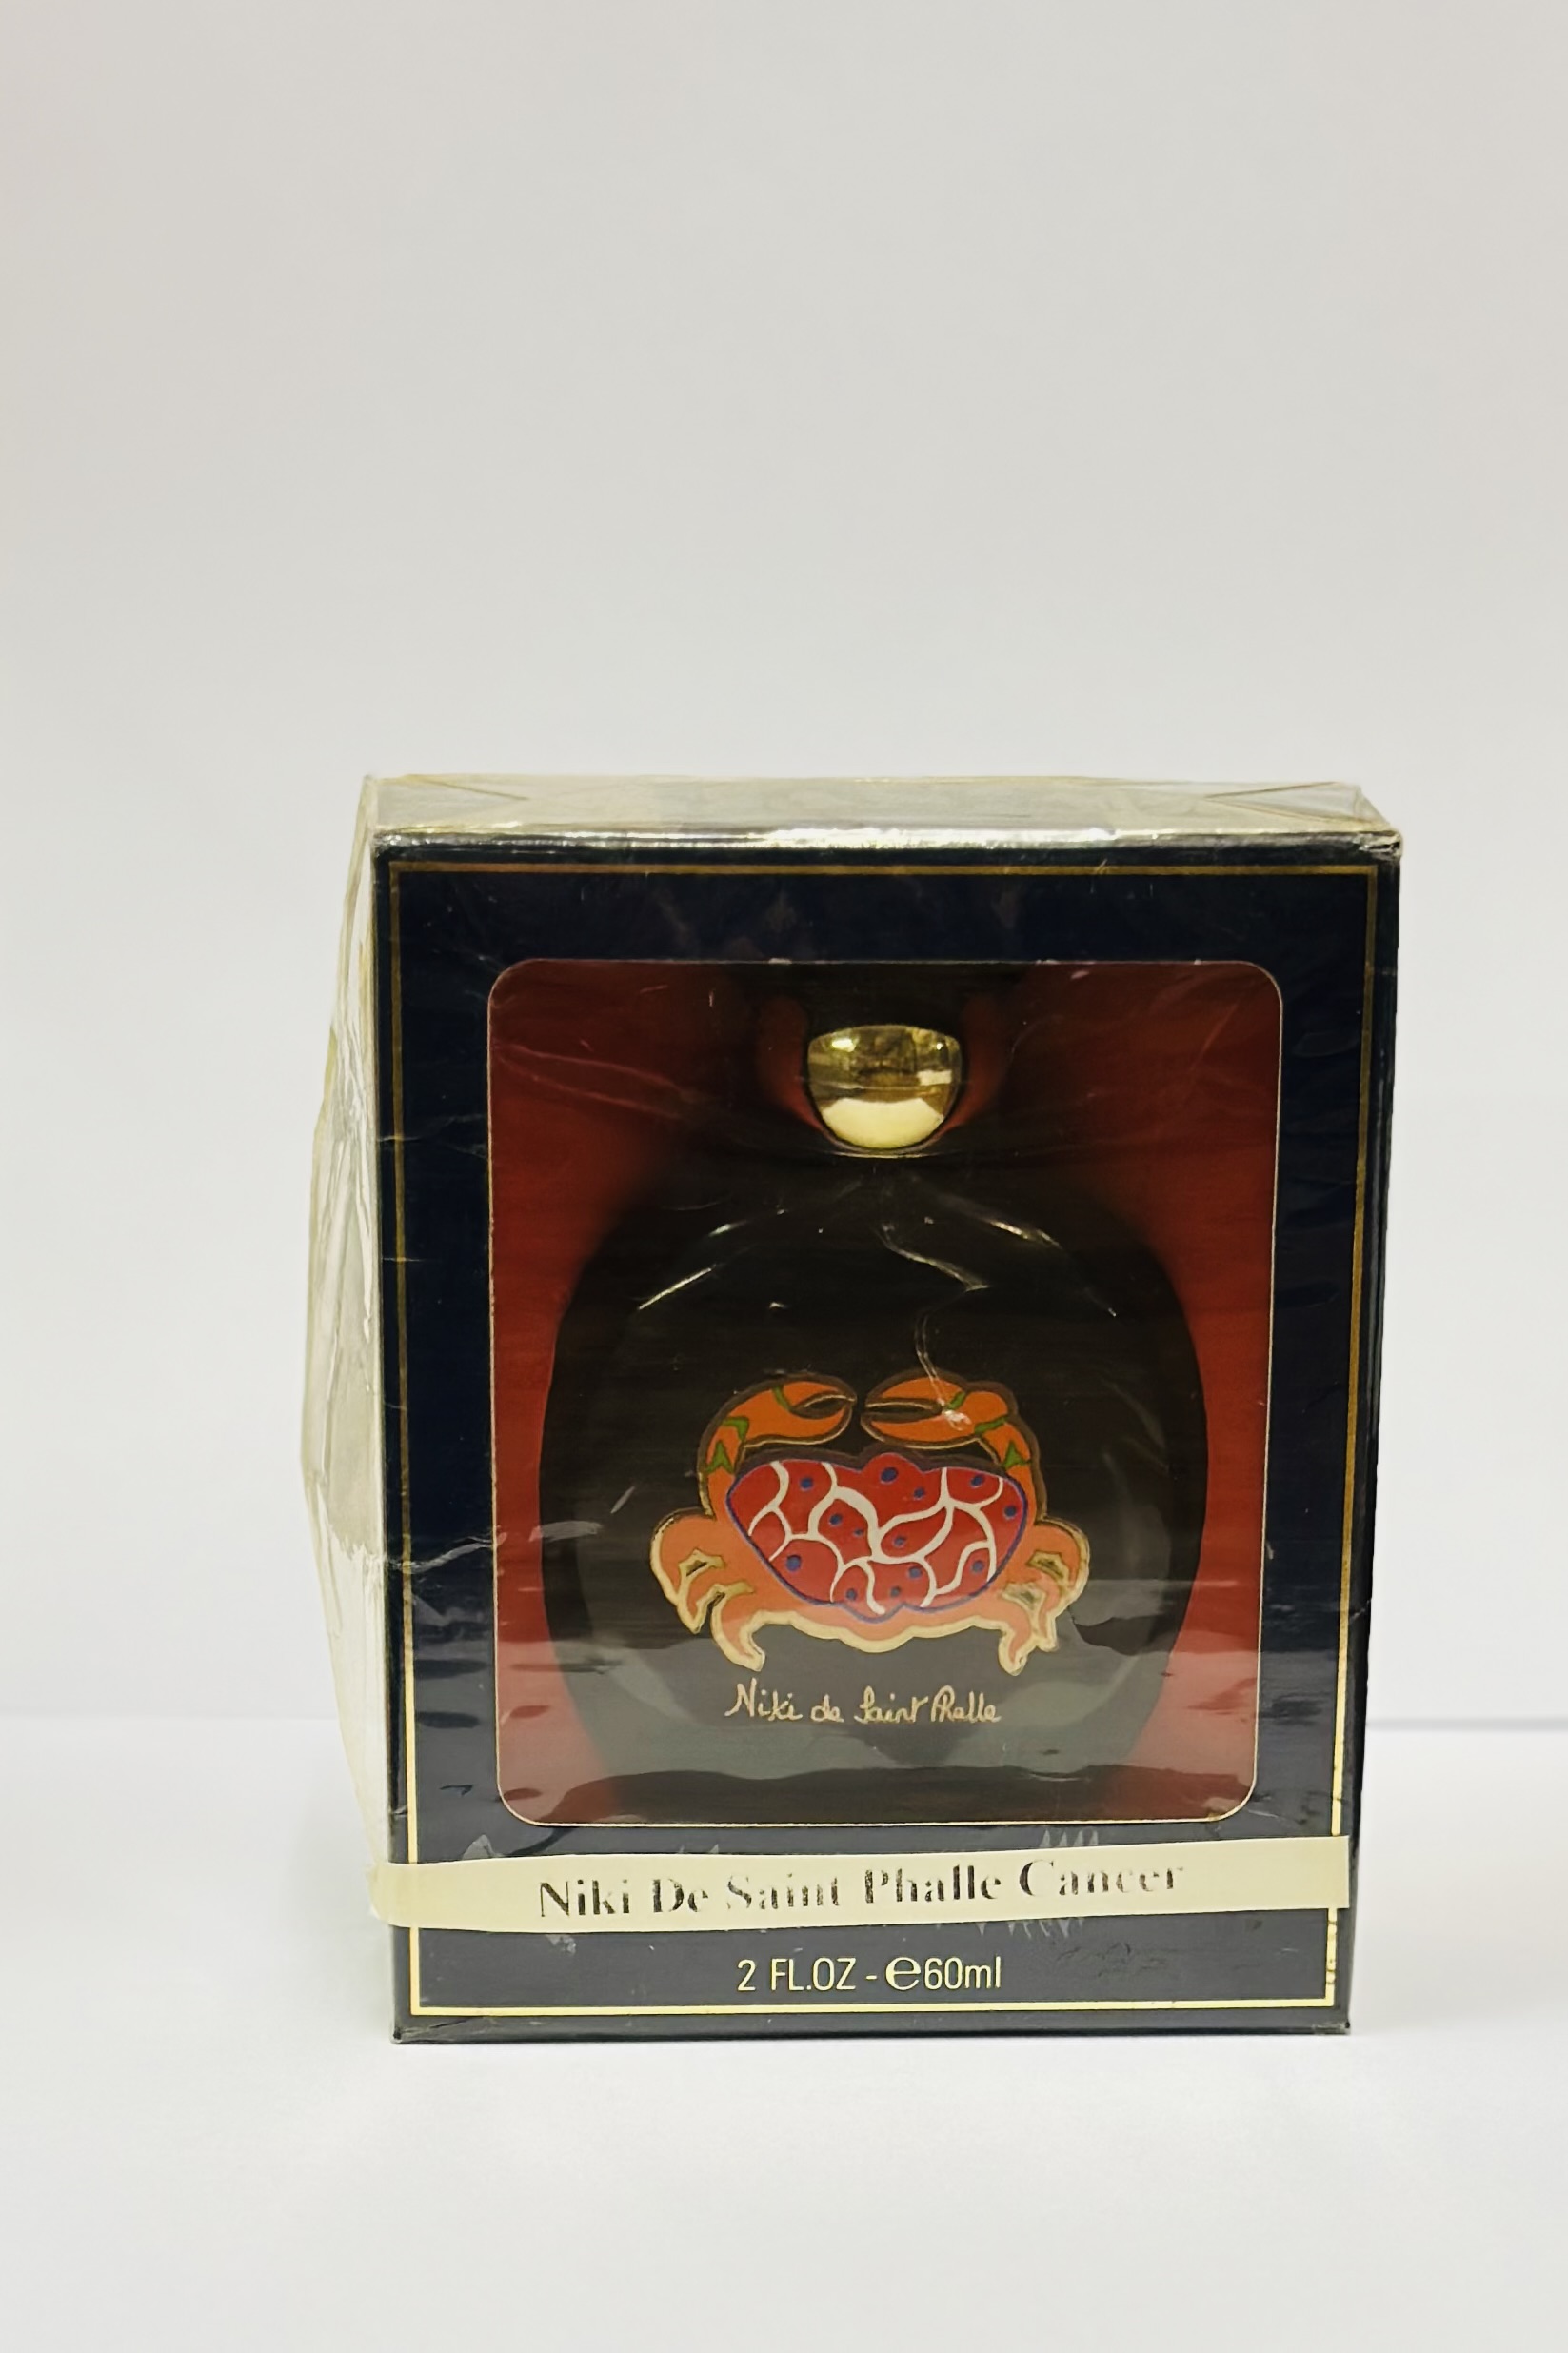 Niki de Saint Phalle
Niki De Saint Phalle Cancer
2 FL.OZ - ℮60ml